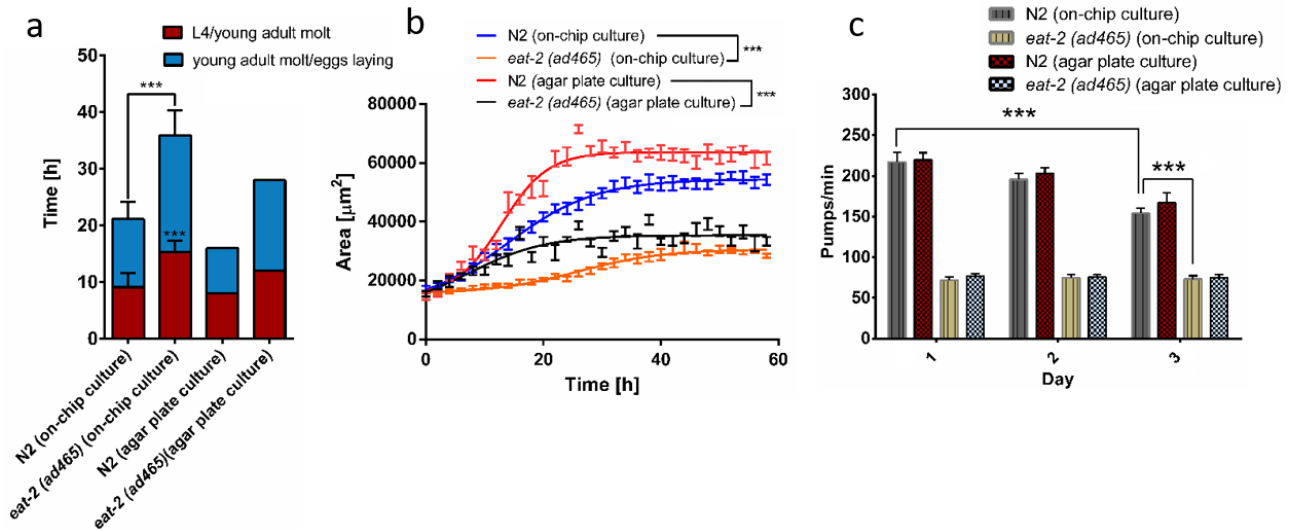 a
L4/young adult molt
young adult molt/eggs laying
50
40
30
20
10
0
Time [h]
***
***
N2 (on-chip culture)
eat-2 (ad465) (on-chip culture)
N2 (agar plate culture)
eat-2 (ad465)(agar plate culture)
b
N2 (on-chip culture)
***
eat-2 (ad465) (on-chip culture)
N2 (agar plate culture)
***
eat-2 (ad465) (agar plate culture)
80000
60000
40000
20000
0
Area [μm²]
0 20 40 60
Time [h]
c
N2 (on-chip culture)
eat-2 (ad465) (on-chip culture)
N2 (agar plate culture)
eat-2 (ad465) (agar plate culture)
300
250
200
150
100
50
0
Pumps/min
***
***
1 2 3
Day